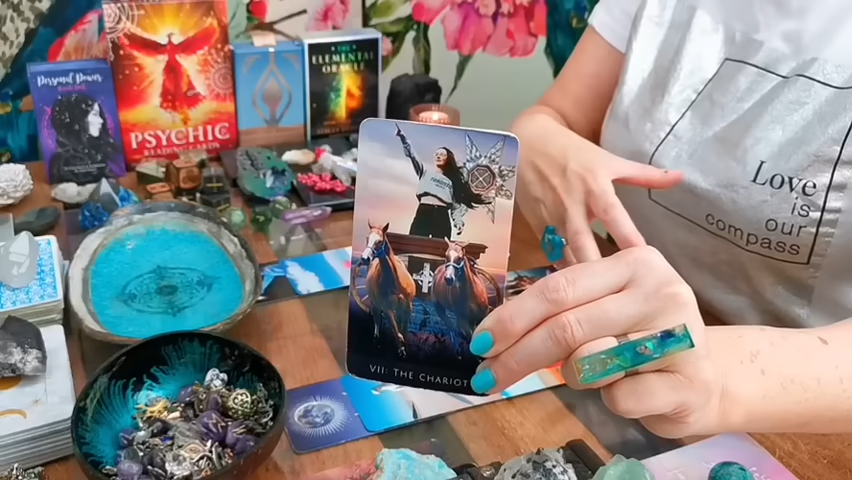 Personal Power
PSYCHIC
READING CARDS
THE
ELEMENTAL
ORACLE
VII: THE CHARIOT
Love
is
our
compass